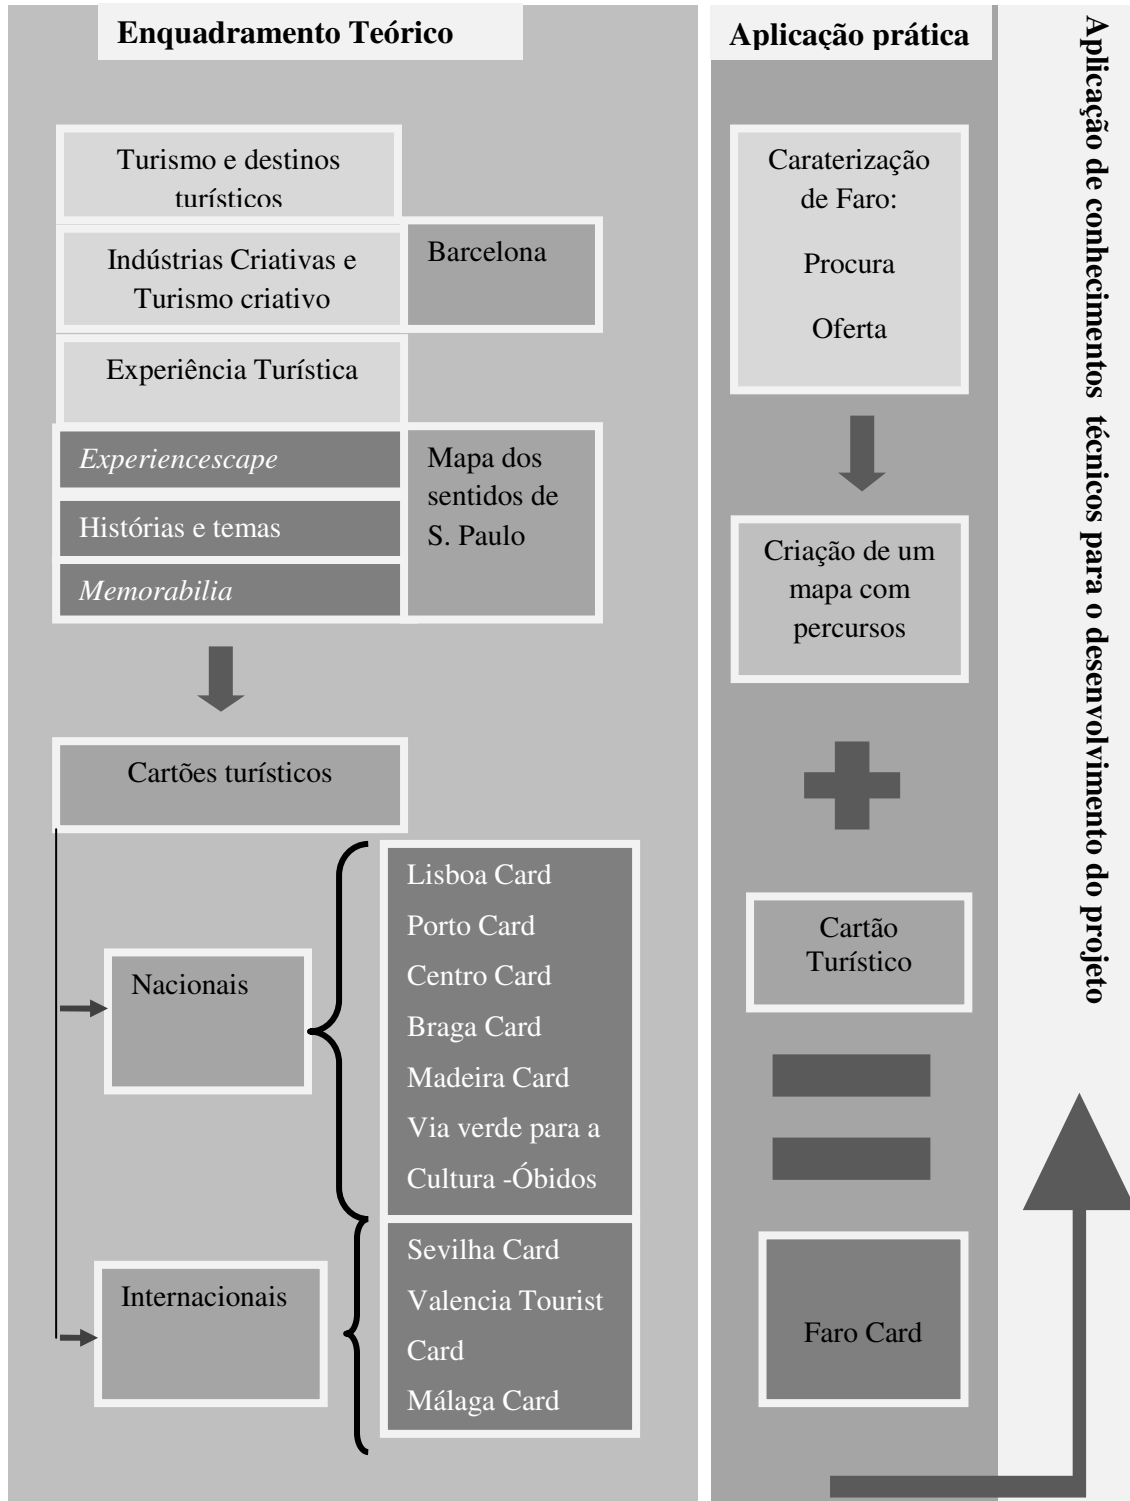 Enquadramento Teórico
Turismo e destinos
turísticos
Indústrias Criativas e
Turismo criativo
Barcelona
Experiência Turística
Experiencescape
Histórias e temas
Memorabilia
Mapa dos
sentidos de
S. Paulo
Cartões turísticos
Nacionais
Lisboa Card
Porto Card
Centro Card
Braga Card
Madeira Card
Via verde para a
Cultura -Óbidos
Internacionais
Sevilha Card
Valencia Tourist
Card
Málaga Card
Aplicação prática
Caraterização
de Faro:
Procura
Oferta
Criação de um
mapa com
percursos
Cartão
Turístico
Faro Card
Aplicação de conhecimentos técnicos para o desenvolvimento do projeto